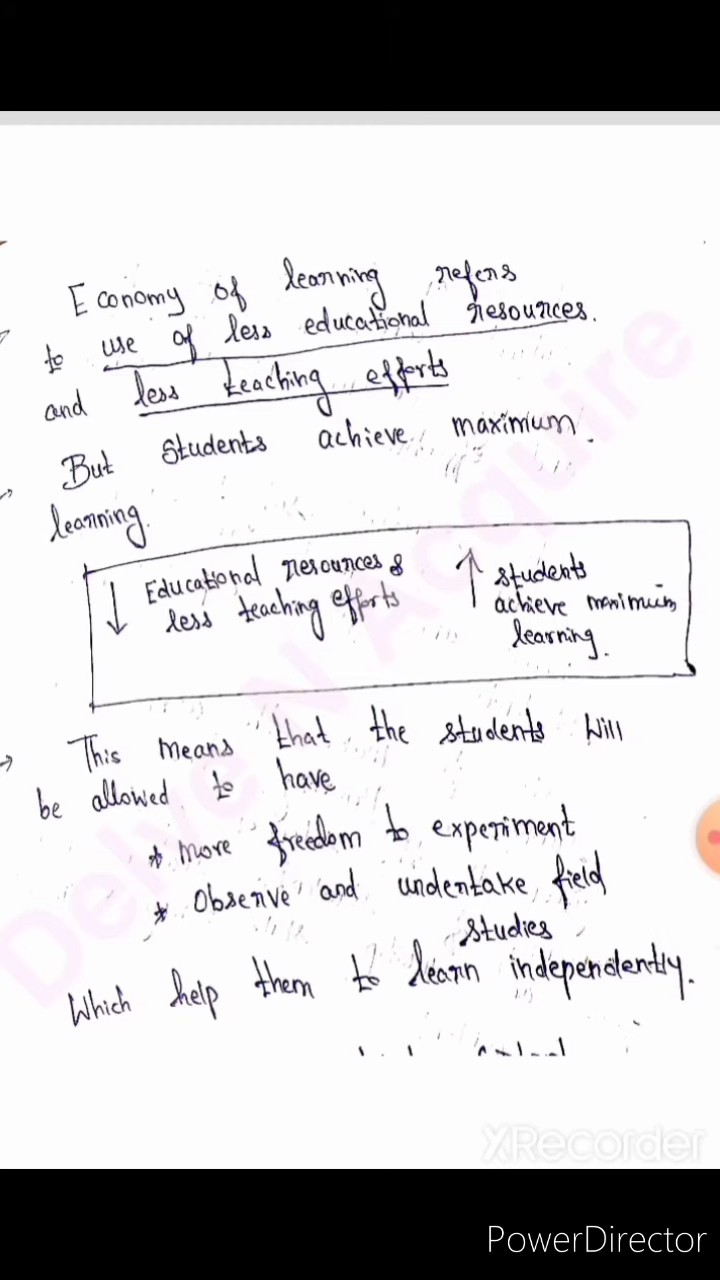 Economy of learning refers
to use of less educational resources.
and less teaching efforts
But students achieve maximum.
learning.
↓ Educational resources & ↑ students
less teaching efforts achieve maximum
learning.
→ This means that the students will
be allowed to have
* more freedom to experiment
* Observe and undertake field
studies
Which help them to learn independently.
Delve N Acquire
XRecorder
PowerDirector